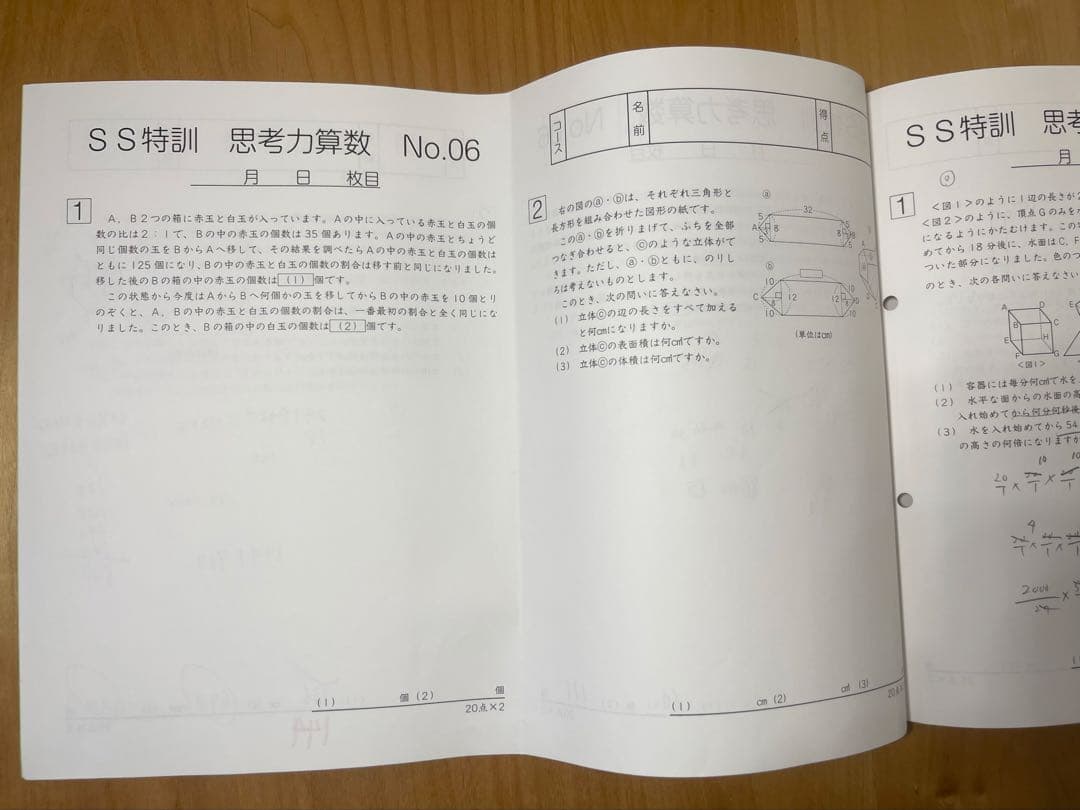 SS特訓 思考力算数 No.06
月 日 枚目
1
A，B2つの箱に赤玉と白玉が入っています。Aの中に入っている赤玉と白玉の個
数の比は2：1で、Bの中の赤玉の個数は35個あります。Aの中の赤玉とちょうど
同じ個数の玉をBからAへ移して、その結果を調べたらAの中の赤玉と白玉の個数は
ともに125個になり、Bの中の赤玉と白玉の個数の割合は移す前と同じになりました。
移した後のBの箱の中の赤玉の個数は(1)個です。
この状態から今度はAからBへ何個かの玉を移してからBの中の赤玉を10個とり
のぞくと、A，Bの中の赤玉と白玉の個数の割合は、一番最初の割合と全く同じにな
りました。このとき、Bの箱の中の白玉の個数は(2)個です。
(1) 個 (2) 個
20点×2
コース
名前
得点
2
右の図のⓐ・ⓑは、それぞれ三角形と
長方形を組み合わせた図形の紙です。
このⓐ・ⓑを折りまげて、ふちを全部
つなぎ合わせると、ⓒのような立体がで
きます。ただし、ⓐ・ⓑともに、のりし
ろは考えないものとします。
このとき、次の問いに答えなさい。
(1) 立体ⓒの辺の長さをすべて加える
と何cmになりますか。
(2) 立体ⓒの表面積は何cm²ですか。
(3) 立体ⓒの体積は何cm³ですか。
ⓐ
32
5
5
A
8
8
5
5
ⓑ
10
10
C
8
12
12
8
10
10
(単位はcm)
(1) cm (2) cm² (3)
20点×
SS特訓 思考
月
1
<図1>のように1辺の長さが
<図2>のように、頂点Gのみを水
になるようにかたむけます。この
めてから18分後に、水面はC，F
ついた部分になりました。色のつ
のとき、次の各問いに答えなさい。
A
D
B
C
E
H
F
G
<図1>
(1) 容器には毎分何cm³で水を
(2) 水平な面からの水面の高
入れ始めてから何分何秒後
(3) 水を入れ始めてから54
の高さの何倍になりますか
2000